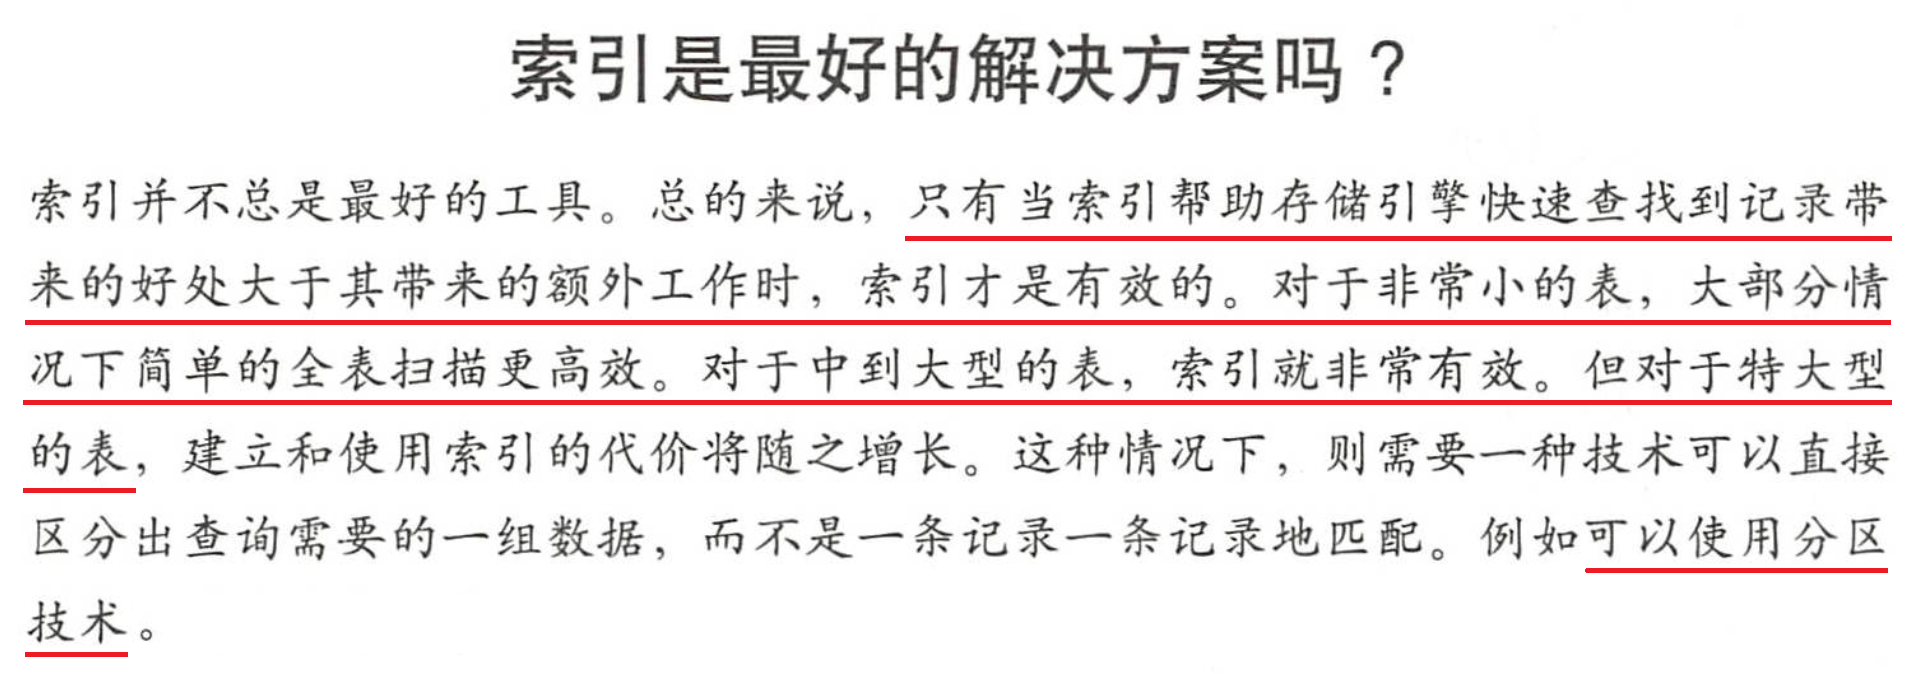 索引是最好的解决方案吗？
索引并不总是最好的工具。总的来说，只有当索引帮助存储引擎快速查找到记录带
来的好处大于其带来的额外工作时，索引才是有效的。对于非常小的表，大部分情
况下简单的全表扫描更高效。对于中到大型的表，索引就非常有效。但对于特大型
的表，建立和使用索引的代价将随之增长。这种情况下，则需要一种技术可以直接
区分出查询需要的一组数据，而不是一条记录一条记录地匹配。例如可以使用分区
技术。